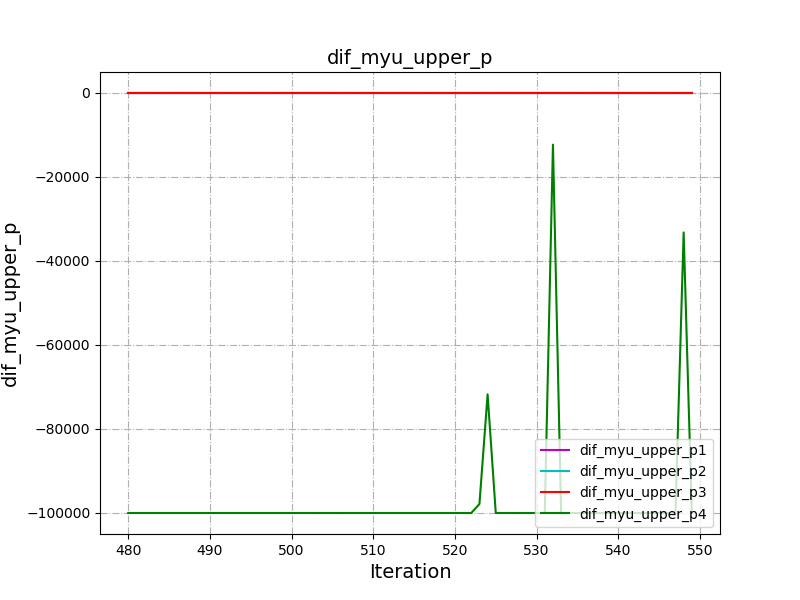 dif_myu_upper_p
dif_myu_upper_p
0
−20000
−40000
−60000
−80000
−100000
480 490 500 510 520 530 540 550
Iteration
dif_myu_upper_p1
dif_myu_upper_p2
dif_myu_upper_p3
dif_myu_upper_p4